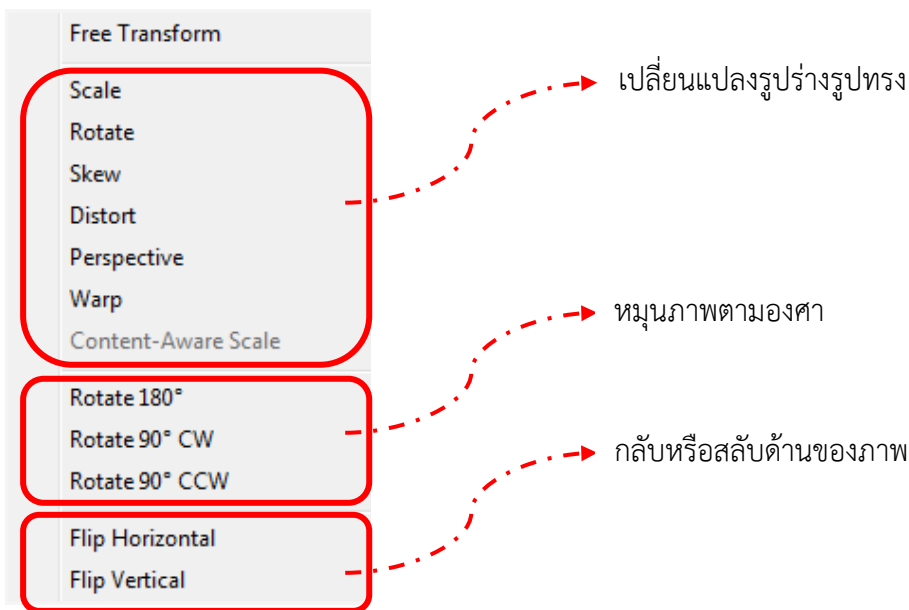 Free Transform
Scale
Rotate
Skew
Distort
Perspective
Warp
Content-Aware Scale
Rotate 180°
Rotate 90° CW
Rotate 90° CCW
Flip Horizontal
Flip Vertical
เปลี่ยนแปลงรูปร่างรูปทรง
หมุนภาพตามองศา
กลับหรือสลับด้านของภาพ